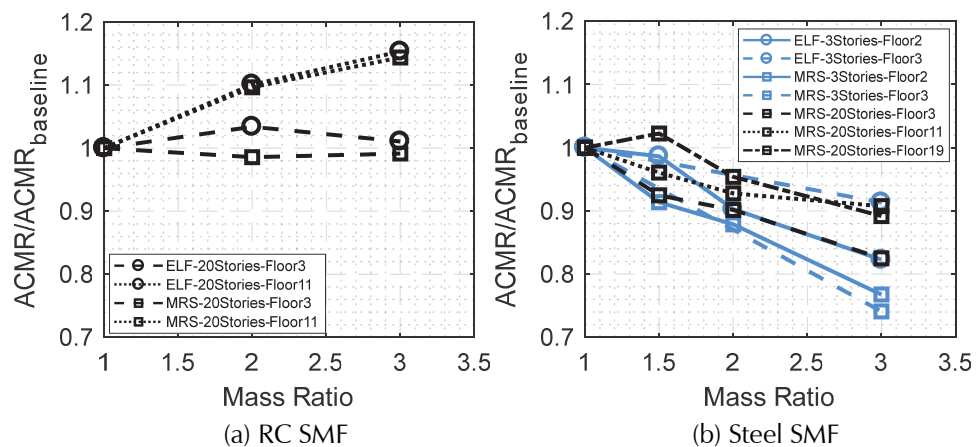 1.2
1.1
1
0.9
0.8
0.7
ACMR/ACMR baseline
ELF-20Stories-Floor3
ELF-20Stories-Floor11
MRS-20Stories-Floor3
MRS-20Stories-Floor11
1 1.5 2 2.5 3 3.5
Mass Ratio
(a) RC SMF
1.2
1.1
1
0.9
0.8
0.7
ACMR/ACMR baseline
ELF-3Stories-Floor2
ELF-3Stories-Floor3
MRS-3Stories-Floor2
MRS-3Stories-Floor3
MRS-20Stories-Floor3
MRS-20Stories-Floor11
MRS-20Stories-Floor19
1 1.5 2 2.5 3 3.5
Mass Ratio
(b) Steel SMF